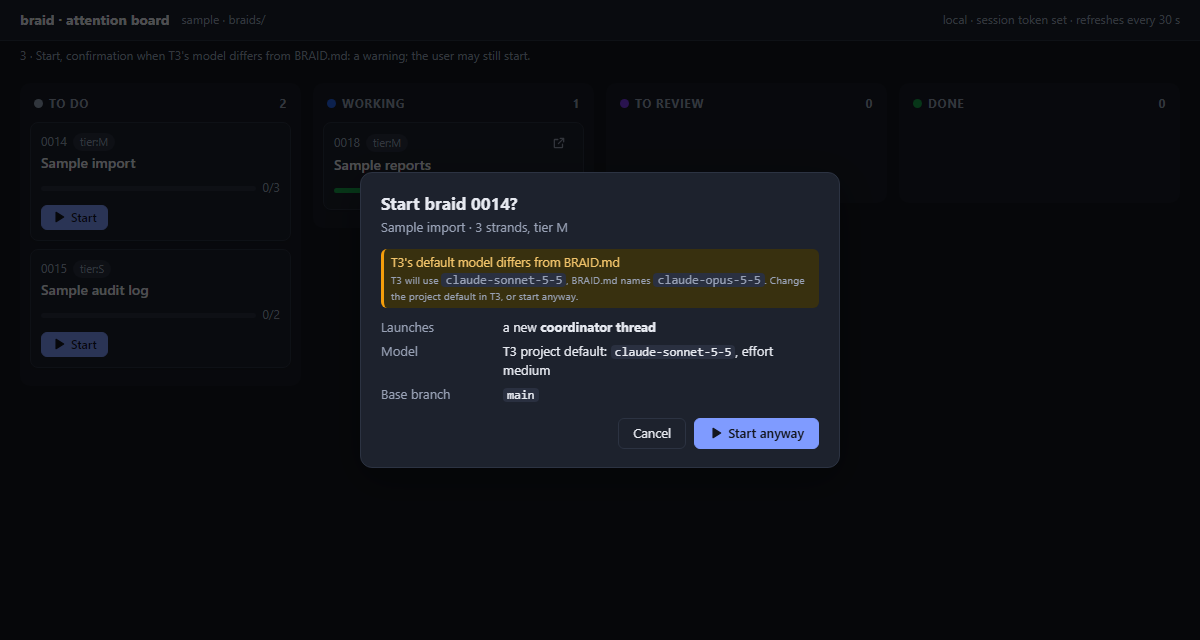 braid · attention board sample · braids/ local · session token set · refreshes every 30 s
3 · Start, confirmation when T3's model differs from BRAID.md: a warning; the user may still start.
TO DO 2
0014 tier:M
Sample import
0/3
Start
0015 tier:S
Sample audit log
0/2
Start
WORKING 1
0018 tier:M
Sample reports
TO REVIEW 0
DONE 0
Start braid 0014?
Sample import · 3 strands, tier M
T3's default model differs from BRAID.md
T3 will use claude-sonnet-5-5, BRAID.md names claude-opus-5-5. Change
the project default in T3, or start anyway.
Launches a new coordinator thread
Model T3 project default: claude-sonnet-5-5, effort
medium
Base branch main
Cancel Start anyway